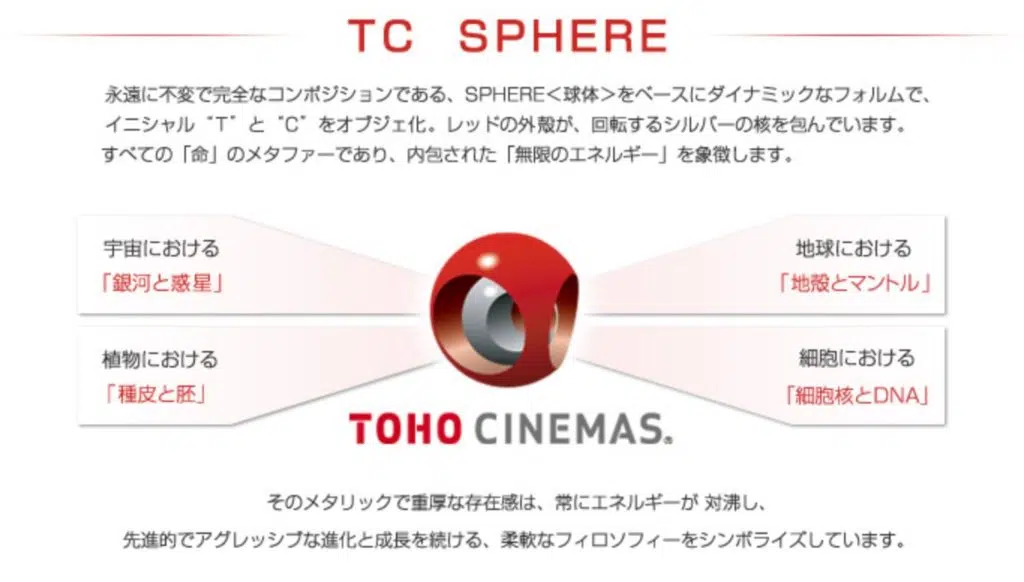 TC SPHERE
永遠に不変で完全なコンポジションである、SPHERE＜球体＞をベースにダイナミックなフォルムで、
イニシャル“T”と“C”をオブジェ化。レッドの外殻が、回転するシルバーの核を包んでいます。
すべての「命」のメタファーであり、内包された「無限のエネルギー」を象徴します。
宇宙における
「銀河と惑星」
地球における
「地殻とマントル」
植物における
「種皮と胚」
細胞における
「細胞核とDNA」
TOHO CINEMAS®
そのメタリックで重厚な存在感は、常にエネルギーが 対沸し、
先進的でアグレッシブな進化と成長を続ける、柔軟なフィロソフィーをシンボライズしています。